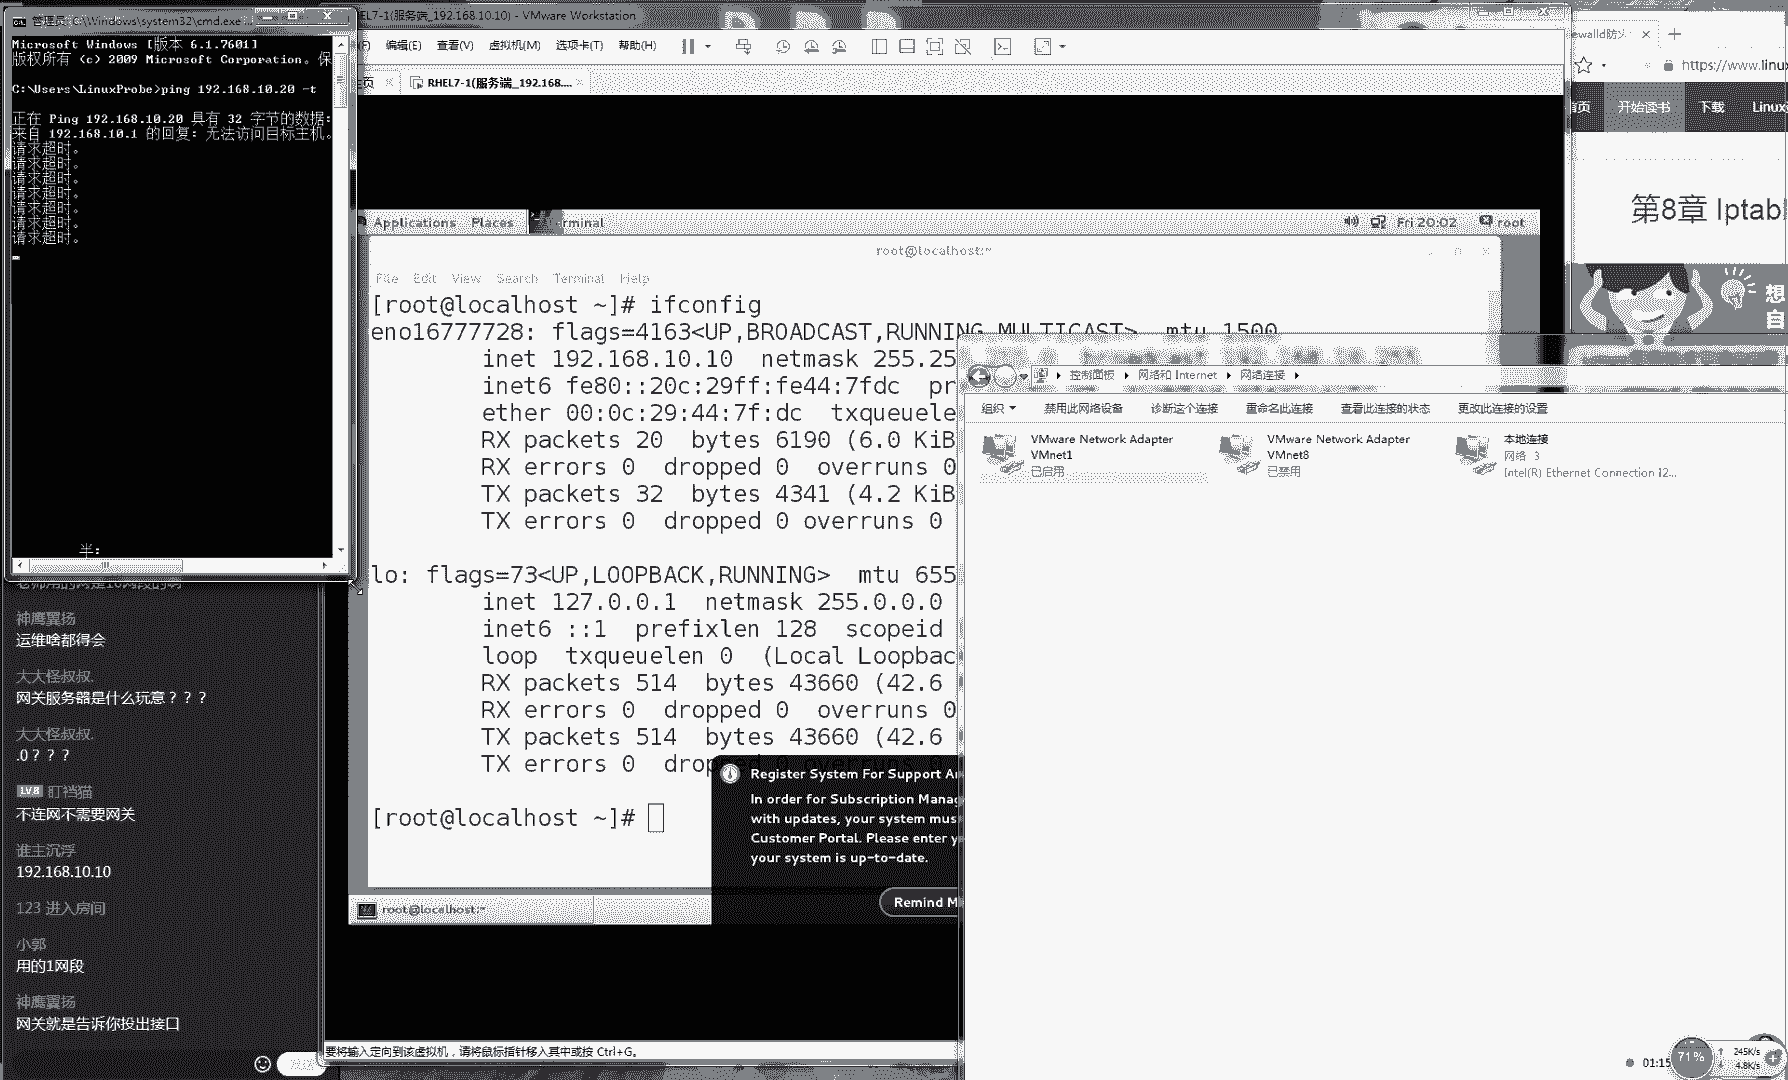 管理员: C:\Windows\system32\cmd.exe
Microsoft Windows [版本 6.1.7601]
版权所有 (c) 2009 Microsoft Corporation。保
C:\Users\LinuxProbe>ping 192.168.10.20 -t
正在 Ping 192.168.10.20 具有 32 字节的数据:
来自 192.168.10.1 的回复: 无法访问目标主机。
请求超时。
请求超时。
请求超时。
请求超时。
请求超时。
请求超时。
请求超时。
半:
HEL7-1(服务端_192.168.10.10) - VMware Workstation
编辑(E) 查看(V) 虚拟机(M) 选项卡(T) 帮助(H)
页
RHEL7-1(服务端_192.168....
Applications Places Terminal
Fri 20:02 root
root@localhost:~
File Edit View Search Terminal Help
[root@localhost ~]# ifconfig
eno16777728: flags=4163<UP,BROADCAST,RUNNING,MULTICAST> mtu 1500
inet 192.168.10.10 netmask 255.25
inet6 fe80::20c:29ff:fe44:7fdc pr
ether 00:0c:29:44:7f:dc txqueuele
RX packets 20 bytes 6190 (6.0 KiB
RX errors 0 dropped 0 overruns 0
TX packets 32 bytes 4341 (4.2 KiB
TX errors 0 dropped 0 overruns 0
lo: flags=73<UP,LOOPBACK,RUNNING> mtu 655
inet 127.0.0.1 netmask 255.0.0.0
inet6 ::1 prefixlen 128 scopeid
loop txqueuelen 0 (Local Loopbac
RX packets 514 bytes 43660 (42.6
RX errors 0 dropped 0 overruns 0
TX packets 514 bytes 43660 (42.6
TX errors 0 drop
[root@localhost ~]#
Register System For Support A
In order for Subscription Manag
with updates, your system mus
Customer Portal. Please enter y
your system is up-to-date.
Remind M
root@localhost:~
要将输入定向到该虚拟机，请将鼠标指针移入其中或按 Ctrl+G。
控制面板 网络和 Internet 网络连接
组织 禁用此网络设备 诊断这个连接 重命名此连接 查看此连接的状态 更改此连接的设置
VMware Network Adapter
VMnet1
已启用
VMware Network Adapter
VMnet8
已禁用
本地连接
网络 3
Intel(R) Ethernet Connection I2...
ewalld防火
https://www.linux
首页 开始读书 下载 Linux
第8章 Iptabl
想
自
神鹰翼扬
运维啥都得会
大大怪叔叔.
网关服务器是什么玩意？？？
大大怪叔叔.
.0？？？
LV.8 盯裆猫
不连网不需要网关
谁主沉浮
192.168.10.10
123 进入房间
小郭
用的1网段
神鹰翼扬
网关就是告诉你投出接口
01:15
71%
245K/s
4.8K/s